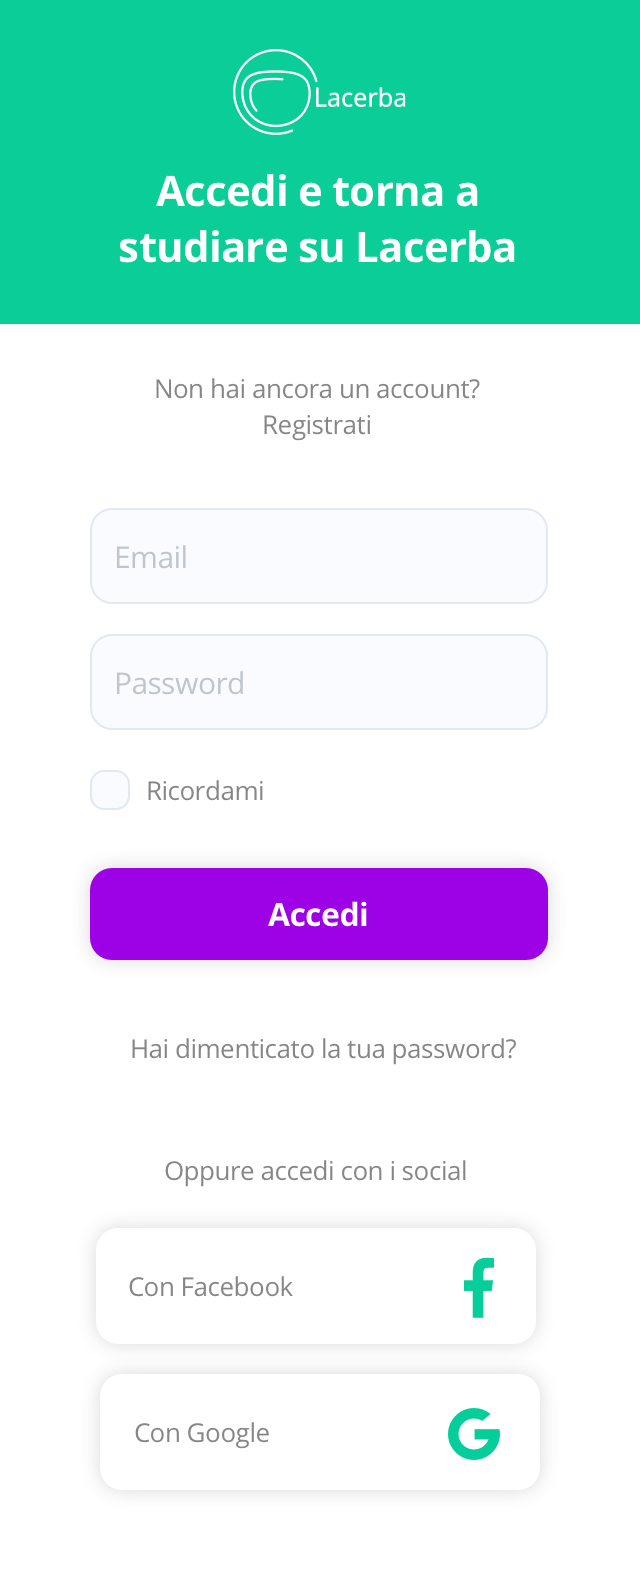 Lacerba
Accedi e torna a
studiare su Lacerba
Non hai ancora un account?
Registrati
Email
Password
Ricordami
Accedi
Hai dimenticato la tua password?
Oppure accedi con i social
Con Facebook
Con Google